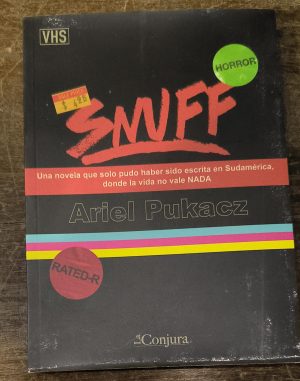 VHS
HORROR
SNUFF
Una novela que solo pudo haber sido escrita en Sudamérica,
donde la vida no vale NADA
Ariel Pukacz
RATED-R
La Conjura